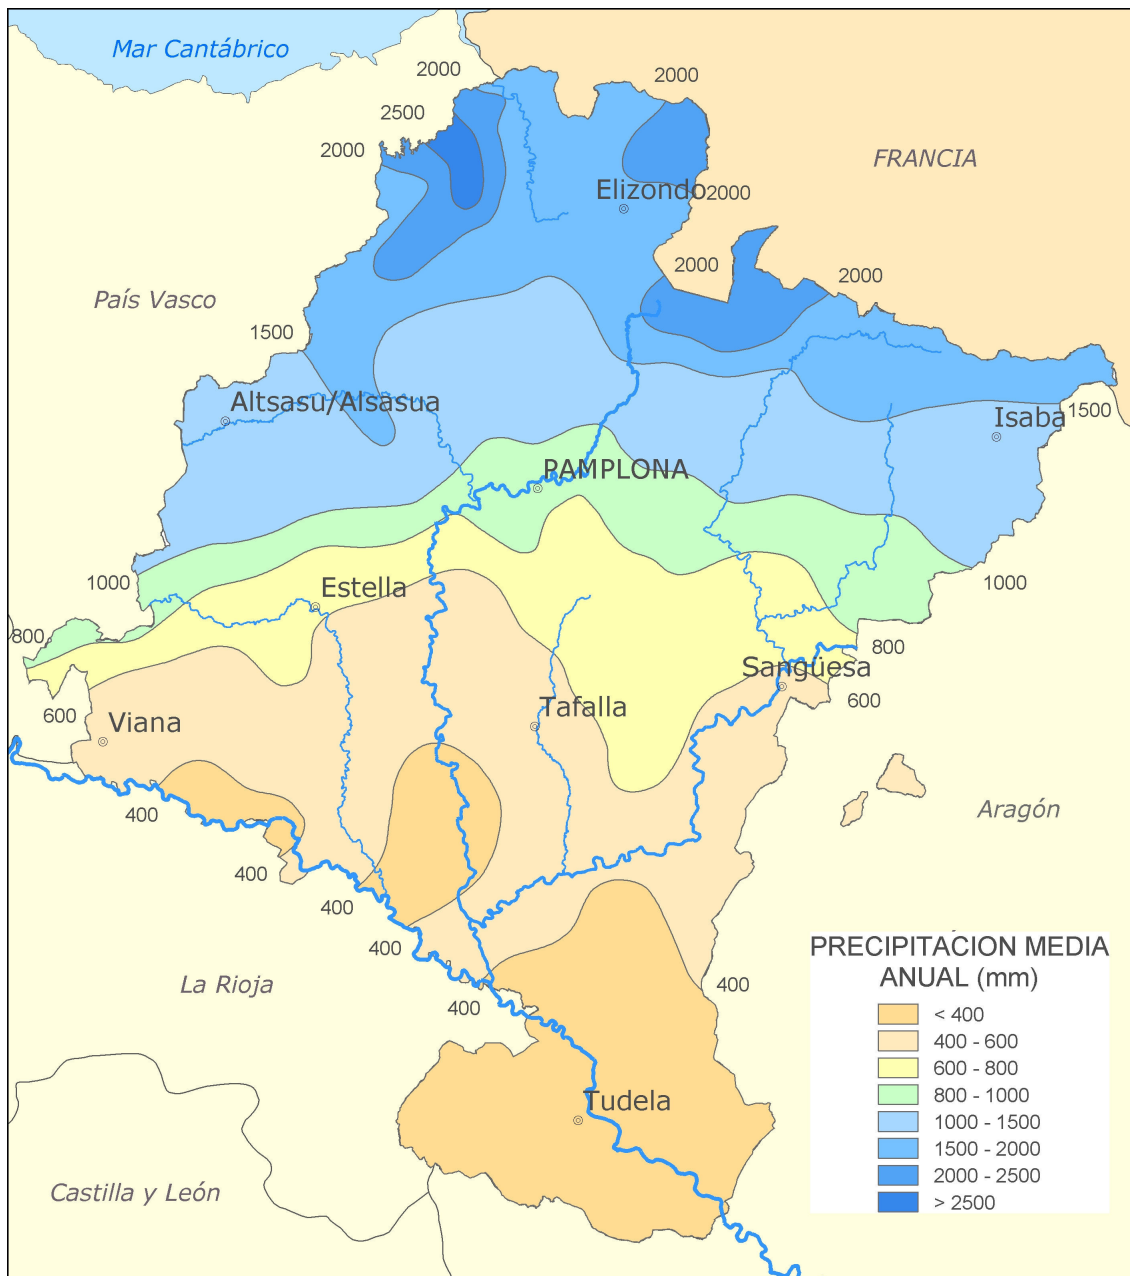 Mar Cantábrico
2000
2000
2500
2000
FRANCIA
Elizondo
2000
2000
2000
País Vasco
1500
Altsasu/Alsasua
1500
Isaba
PAMPLONA
1000
1000
Estella
800
800
Sangüesa
600
600
Viana
Tafalla
400
Aragón
400
400
400
La Rioja
400
400
Tudela
Castilla y León
PRECIPITACIÓN MEDIA
ANUAL (mm)
< 400
400 - 600
600 - 800
800 - 1000
1000 - 1500
1500 - 2000
2000 - 2500
> 2500